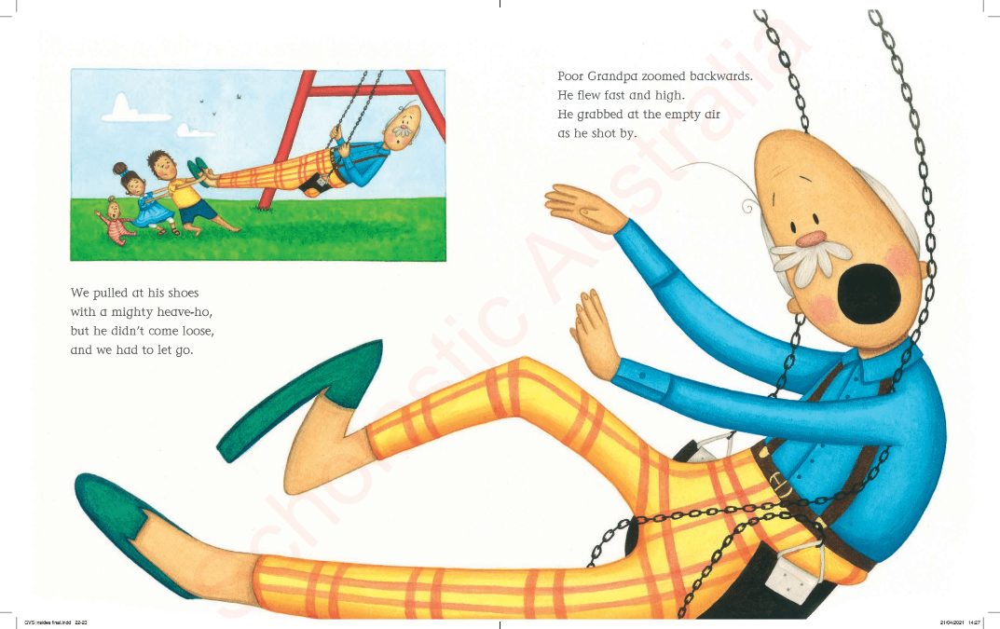 We pulled at his shoes
with a mighty heave-ho,
but he didn't come loose,
and we had to let go.
Poor Grandpa zoomed backwards.
He flew fast and high.
He grabbed at the empty air
as he shot by.
Scholastic Australia
GVS insides final.indd 22-23
21/04/2021 14:27